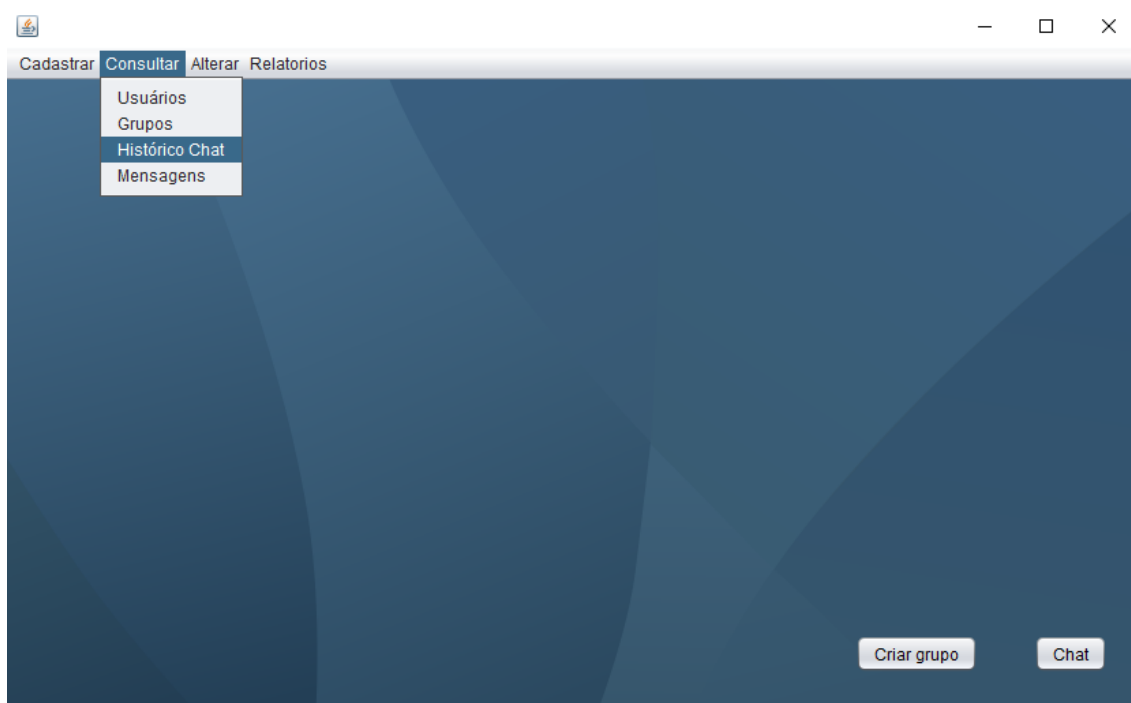 Cadastrar Consultar Alterar Relatorios
Usuários
Grupos
Histórico Chat
Mensagens
Criar grupo Chat